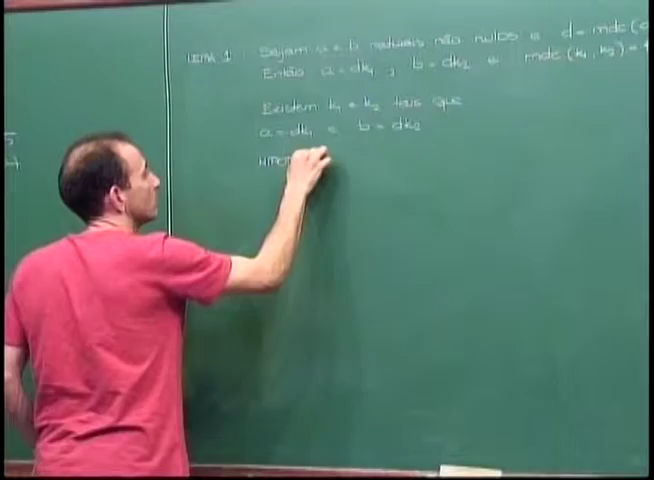 LEMA 1 Sejam a e b naturais não nulos e d = mdc(
Então a = dk₁, b = dk₂ e mdc(k₁, k₂) =
Existem k₁ e k₂ tais que
a = dk₁ e b = dk₂
HIPÓT